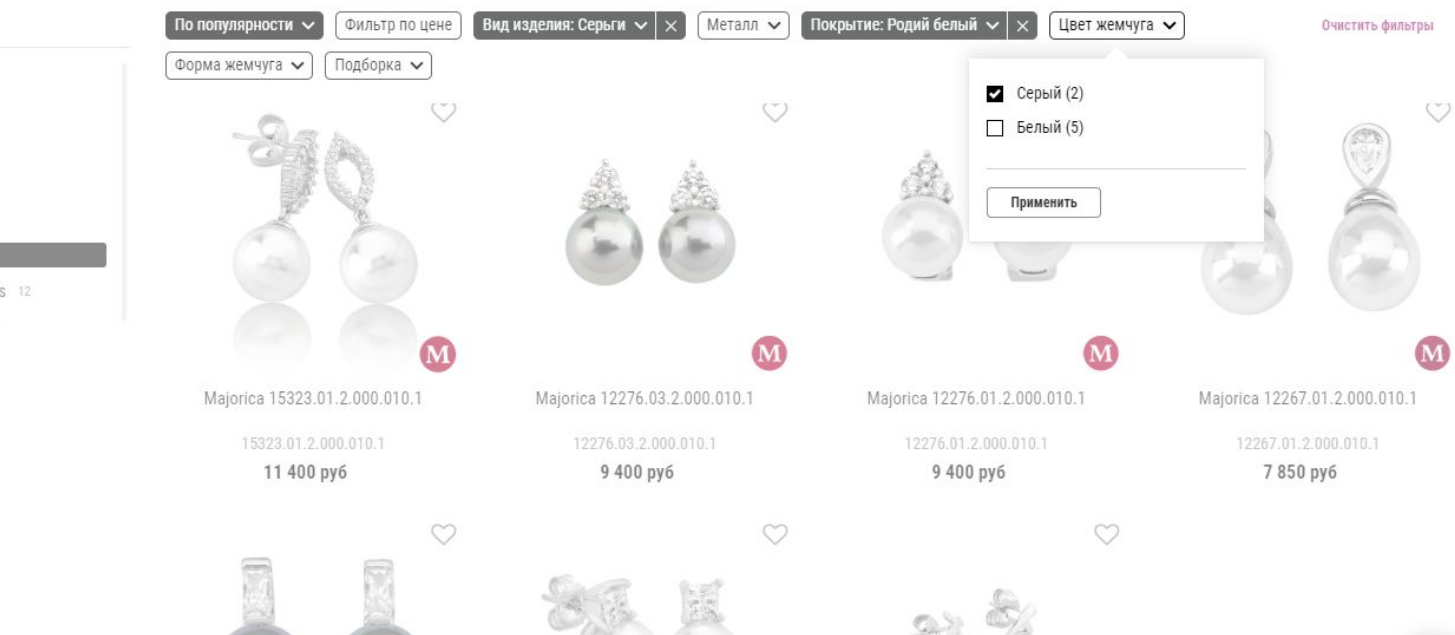 По популярности
Фильтр по цене
Вид изделия: Серьги
Металл
Покрытие: Родий белый
Цвет жемчуга
Очистить фильтры
Форма жемчуга
Подборка
Серый (2)
Белый (5)
Применить
s 12
M
M
M
M
Majorica 15323.01.2.000.010.1
Majorica 12276.03.2.000.010.1
Majorica 12276.01.2.000.010.1
Majorica 12267.01.2.000.010.1
15323.01.2.000.010.1
12276.03.2.000.010.1
12276.01.2.000.010.1
12267.01.2.000.010.1
11 400 руб
9 400 руб
9 400 руб
7 850 руб